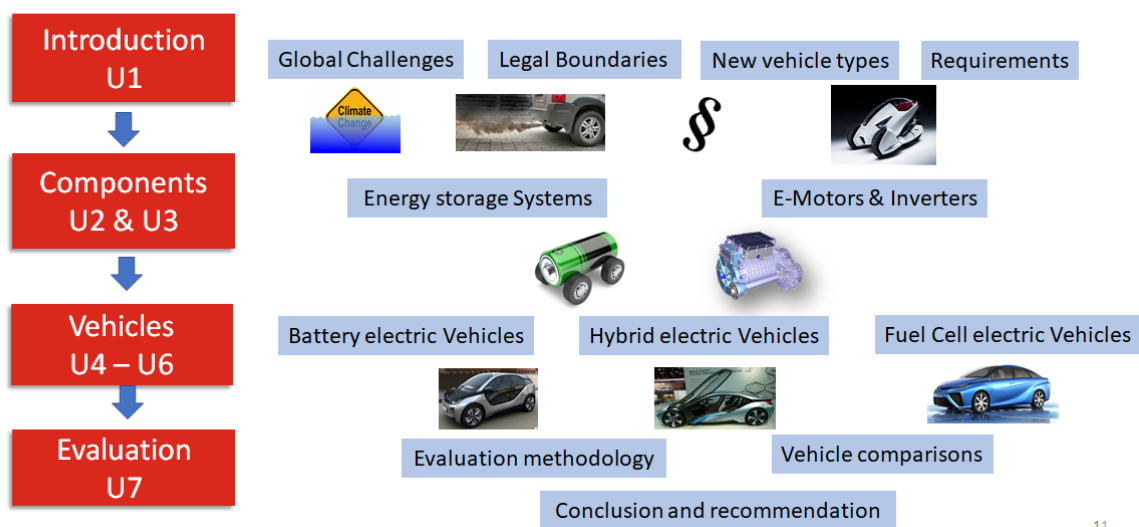 Introduction
U1
Global Challenges
Legal Boundaries
New vehicle types
Requirements
Climate
Change
§
Components
U2 & U3
Energy storage Systems
E-Motors & Inverters
Vehicles
U4 – U6
Battery electric Vehicles
Hybrid electric Vehicles
Fuel Cell electric Vehicles
Evaluation
U7
Evaluation methodology
Vehicle comparisons
Conclusion and recommendation
11